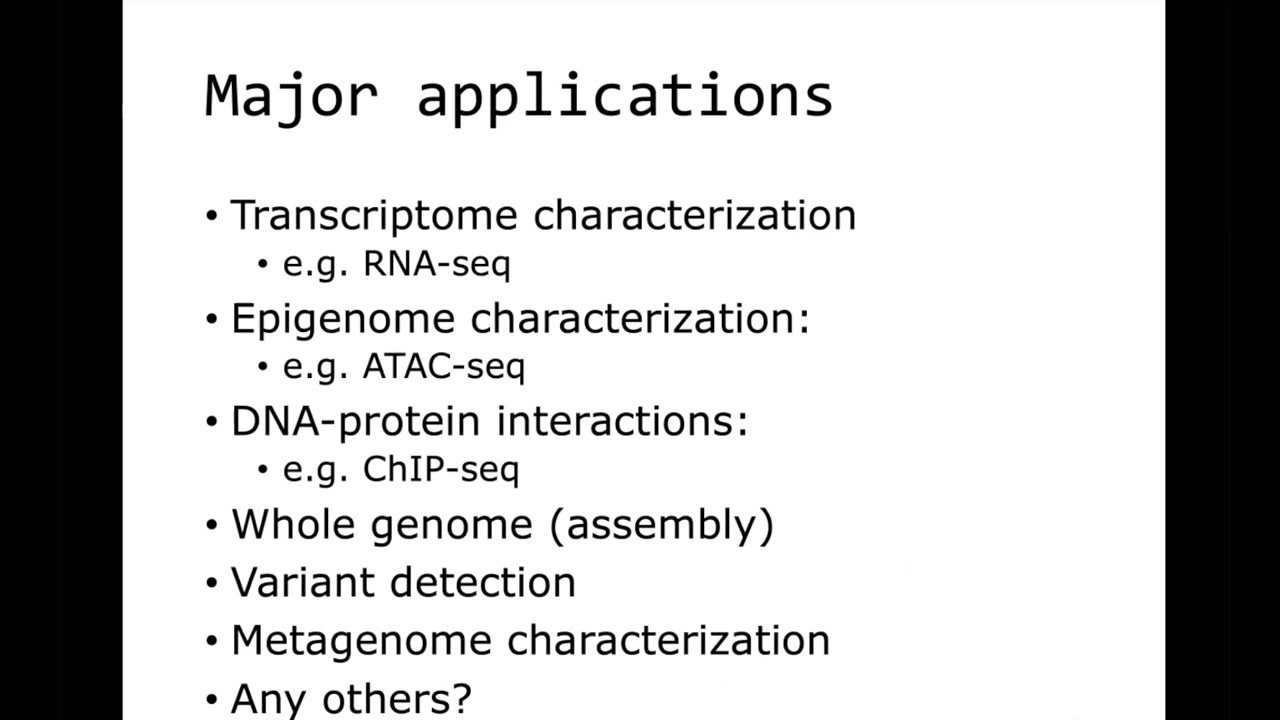 Major applications
• Transcriptome characterization
• e.g. RNA-seq
• Epigenome characterization:
• e.g. ATAC-seq
• DNA-protein interactions:
• e.g. ChIP-seq
• Whole genome (assembly)
• Variant detection
• Metagenome characterization
• Any others?